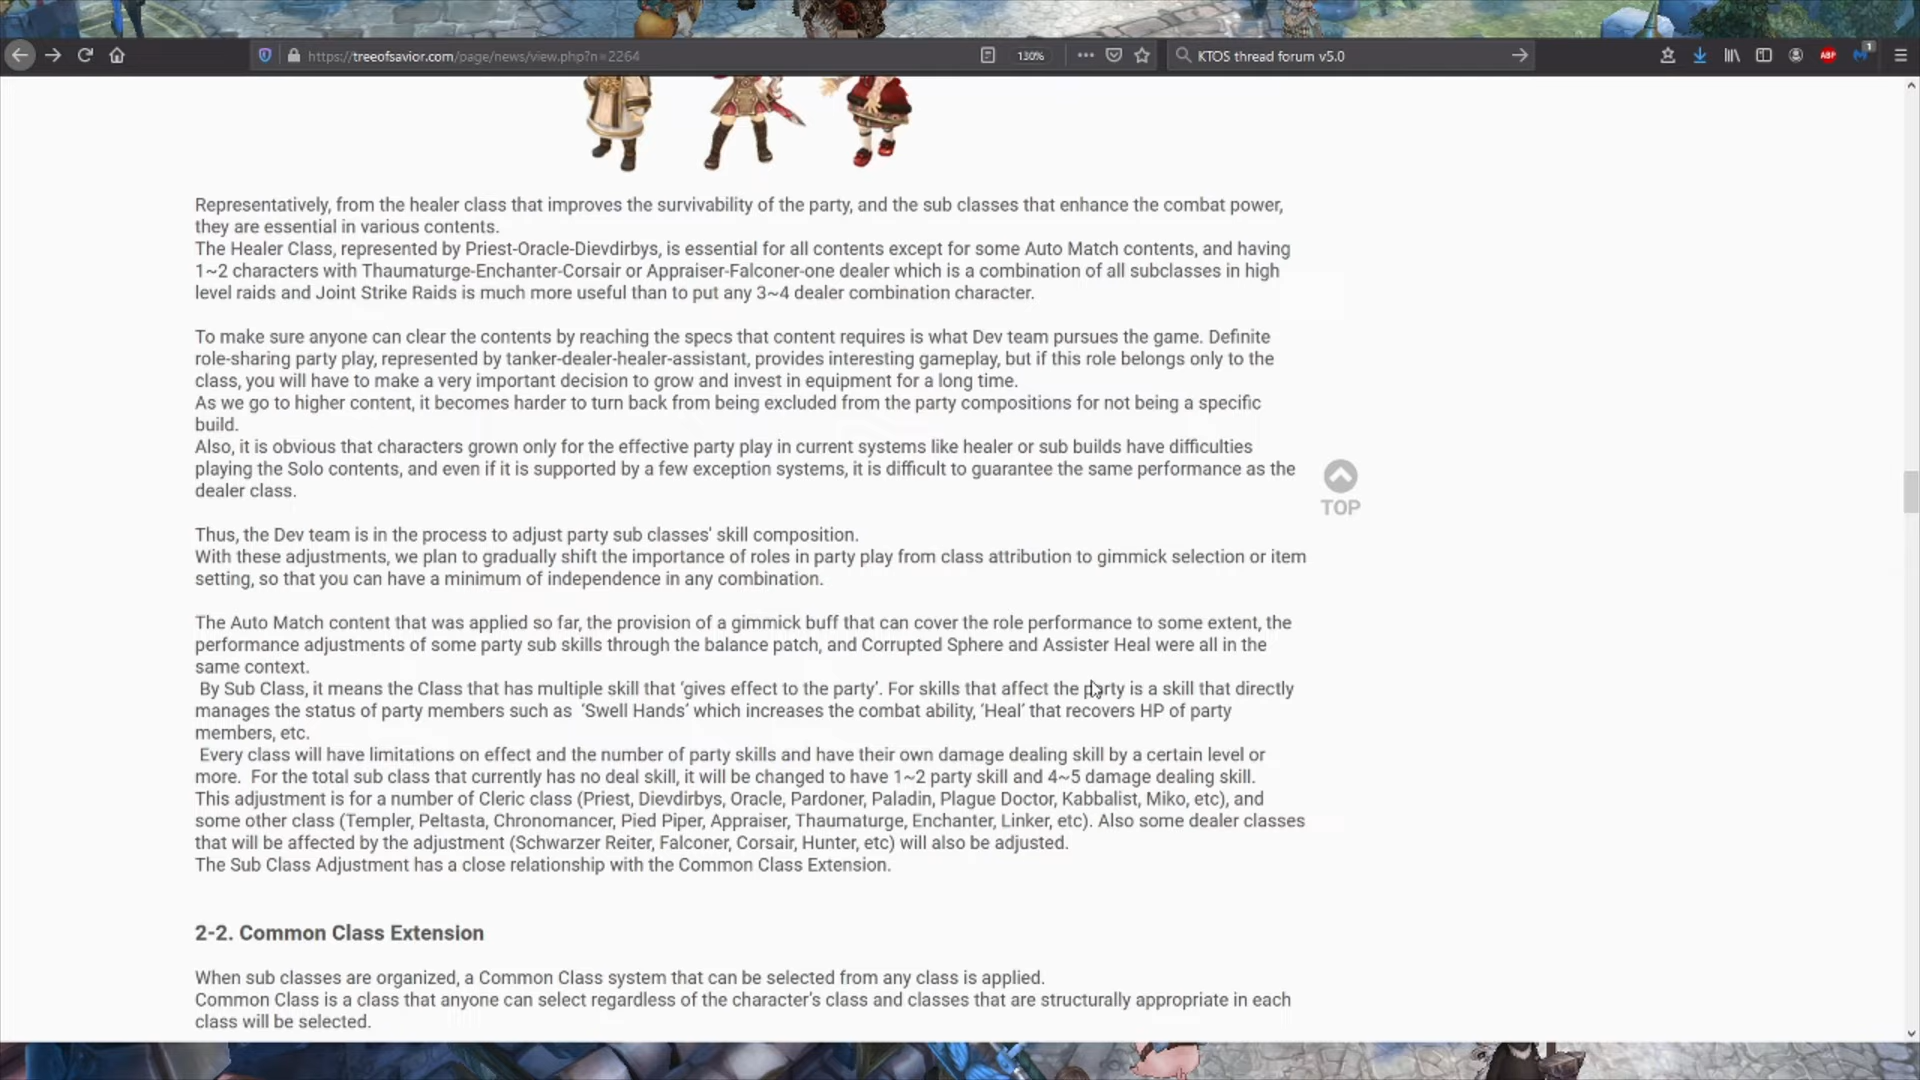 https://treeofsavior.com/page/news/view.php?n=2264
130%
KTOS thread forum v5.0
ABP
1
Representatively, from the healer class that improves the survivability of the party, and the sub classes that enhance the combat power,
they are essential in various contents.
The Healer Class, represented by Priest-Oracle-Dievdirbys, is essential for all contents except for some Auto Match contents, and having
1~2 characters with Thaumaturge-Enchanter-Corsair or Appraiser-Falconer-one dealer which is a combination of all subclasses in high
level raids and Joint Strike Raids is much more useful than to put any 3~4 dealer combination character.
To make sure anyone can clear the contents by reaching the specs that content requires is what Dev team pursues the game. Definite
role-sharing party play, represented by tanker-dealer-healer-assistant, provides interesting gameplay, but if this role belongs only to the
class, you will have to make a very important decision to grow and invest in equipment for a long time.
As we go to higher content, it becomes harder to turn back from being excluded from the party compositions for not being a specific
build.
Also, it is obvious that characters grown only for the effective party play in current systems like healer or sub builds have difficulties
playing the Solo contents, and even if it is supported by a few exception systems, it is difficult to guarantee the same performance as the
dealer class.
TOP
Thus, the Dev team is in the process to adjust party sub classes' skill composition.
With these adjustments, we plan to gradually shift the importance of roles in party play from class attribution to gimmick selection or item
setting, so that you can have a minimum of independence in any combination.
The Auto Match content that was applied so far, the provision of a gimmick buff that can cover the role performance to some extent, the
performance adjustments of some party sub skills through the balance patch, and Corrupted Sphere and Assister Heal were all in the
same context.
By Sub Class, it means the Class that has multiple skill that ‘gives effect to the party’. For skills that affect the party is a skill that directly
manages the status of party members such as ‘Swell Hands’ which increases the combat ability, ‘Heal’ that recovers HP of party
members, etc.
Every class will have limitations on effect and the number of party skills and have their own damage dealing skill by a certain level or
more. For the total sub class that currently has no deal skill, it will be changed to have 1~2 party skill and 4~5 damage dealing skill.
This adjustment is for a number of Cleric class (Priest, Dievdirbys, Oracle, Pardoner, Paladin, Plague Doctor, Kabbalist, Miko, etc), and
some other class (Templer, Peltasta, Chronomancer, Pied Piper, Appraiser, Thaumaturge, Enchanter, Linker, etc). Also some dealer classes
that will be affected by the adjustment (Schwarzer Reiter, Falconer, Corsair, Hunter, etc) will also be adjusted.
The Sub Class Adjustment has a close relationship with the Common Class Extension.
2-2. Common Class Extension
When sub classes are organized, a Common Class system that can be selected from any class is applied.
Common Class is a class that anyone can select regardless of the character's class and classes that are structurally appropriate in each
class will be selected.